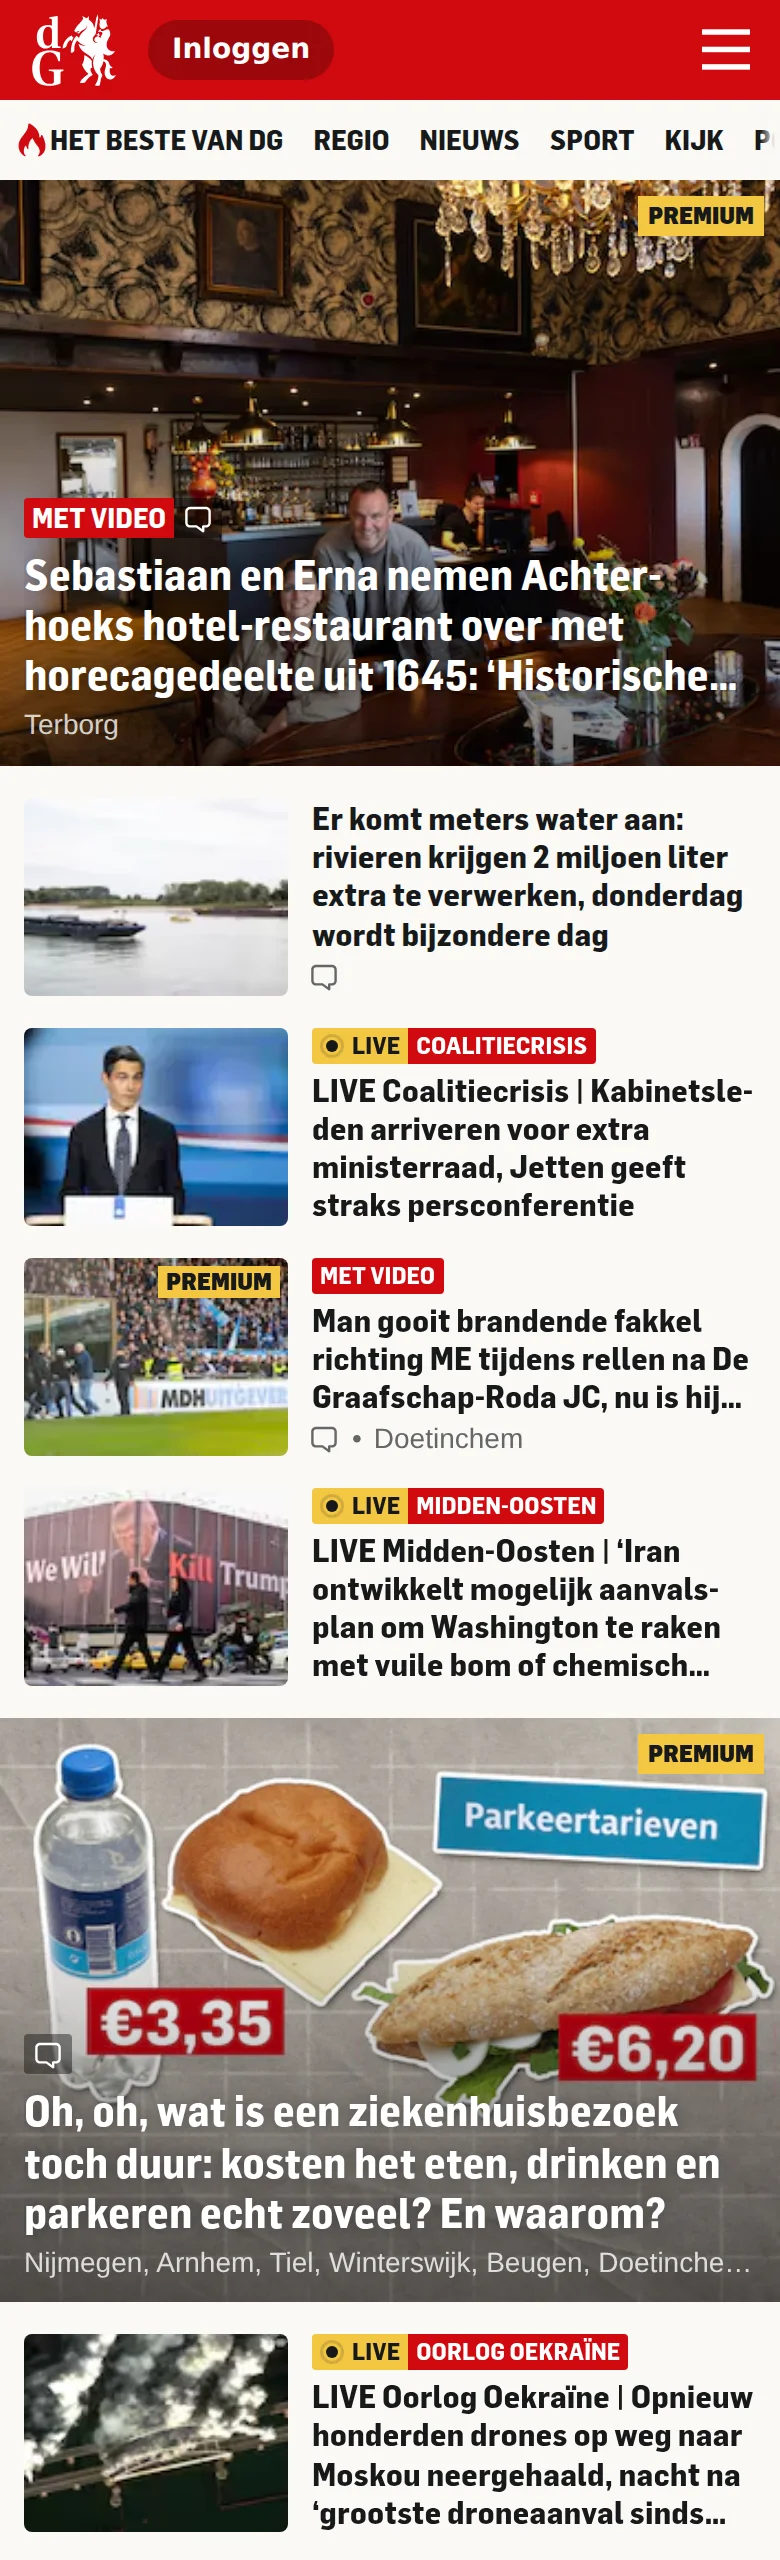 dG
Inloggen
HET BESTE VAN DG REGIO NIEUWS SPORT KIJK
PREMIUM
MET VIDEO
Sebastiaan en Erna nemen Achter-
hoeks hotel-restaurant over met
horecagedeelte uit 1645: ‘Historische...
Terborg
Er komt meters water aan:
rivieren krijgen 2 miljoen liter
extra te verwerken, donderdag
wordt bijzondere dag
LIVE COALITIECRISIS
LIVE Coalitiecrisis | Kabinetsle-
den arriveren voor extra
ministerraad, Jetten geeft
straks persconferentie
PREMIUM
MDHUITGEVER
MET VIDEO
Man gooit brandende fakkel
richting ME tijdens rellen na De
Graafschap-Roda JC, nu is hij...
• Doetinchem
We Will Kill Trump
LIVE MIDDEN-OOSTEN
LIVE Midden-Oosten | ‘Iran
ontwikkelt mogelijk aanvals-
plan om Washington te raken
met vuile bom of chemisch...
PREMIUM
Parkeertarieven
€3,35
€6,20
Oh, oh, wat is een ziekenhuisbezoek
toch duur: kosten het eten, drinken en
parkeren echt zoveel? En waarom?
Nijmegen, Arnhem, Tiel, Winterswijk, Beugen, Doetinche...
LIVE OORLOG OEKRAÏNE
LIVE Oorlog Oekraïne | Opnieuw
honderden drones op weg naar
Moskou neergehaald, nacht na
‘grootste droneaanval sinds...